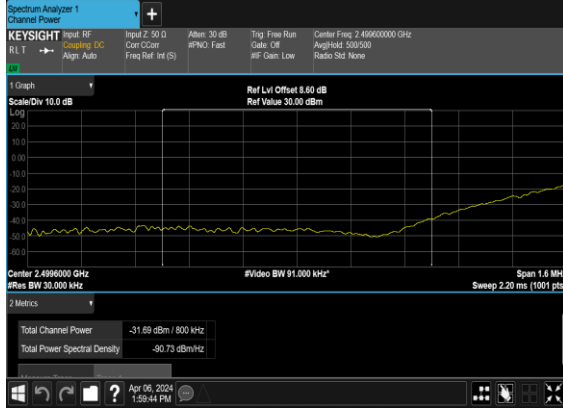 Spectrum Analyzer 1
Channel Power
+
KEYSIGHT Input: RF Input Z: 50 Ω Atten: 30 dB Trig: Free Run Center Freq: 2.499600000 GHz
RLT Coupling: DC Corr CCorr #PNO: Fast Gate: Off Avg|Hold: 500/500
Align: Auto Freq Ref: Int (S) #IF Gain: Low Radio Std: None
1 Graph Ref Lvl Offset 8.60 dB
Scale/Div 10.0 dB Ref Value 30.00 dBm
Log
20.0
10.0
0.00
-10.0
-20.0
-30.0
-40.0
-50.0
-60.0
Center 2.4996000 GHz #Video BW 91.000 kHz* Span 1.6 MH
#Res BW 30.000 kHz Sweep 2.20 ms (1001 pts
2 Metrics
Total Channel Power -31.69 dBm / 800 kHz
Total Power Spectral Density -90.73 dBm/Hz
? Apr 06, 2024
1:59:44 PM